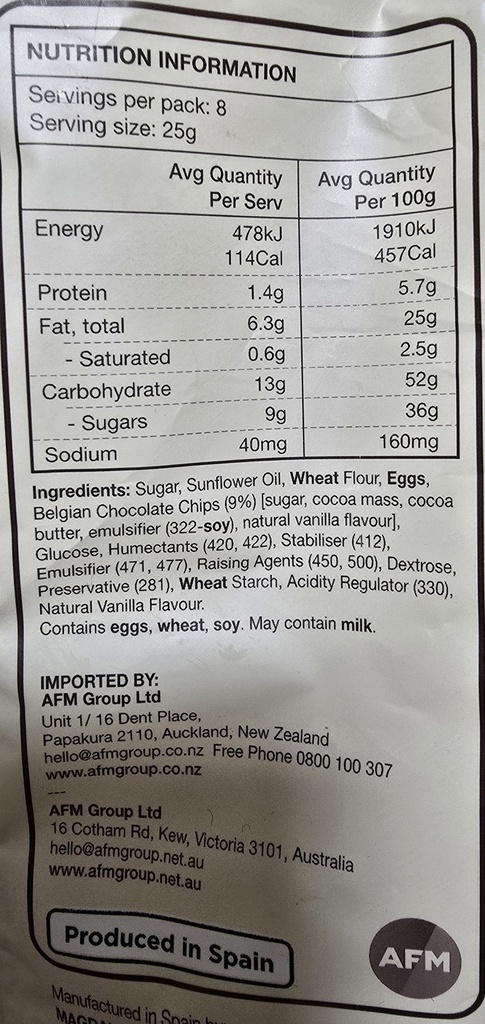 NUTRITION INFORMATION
Servings per pack: 8
Serving size: 25g
Avg Quantity Per Serv Avg Quantity Per 100g
Energy 478kJ 1910kJ
114Cal 457Cal
Protein 1.4g 5.7g
Fat, total 6.3g 25g
- Saturated 0.6g 2.5g
Carbohydrate 13g 52g
- Sugars 9g 36g
Sodium 40mg 160mg
Ingredients: Sugar, Sunflower Oil, Wheat Flour, Eggs,
Belgian Chocolate Chips (9%) [sugar, cocoa mass, cocoa
butter, emulsifier (322-soy), natural vanilla flavour],
Glucose, Humectants (420, 422), Stabiliser (412),
Emulsifier (471, 477), Raising Agents (450, 500), Dextrose,
Preservative (281), Wheat Starch, Acidity Regulator (330),
Natural Vanilla Flavour.
Contains eggs, wheat, soy. May contain milk.
IMPORTED BY:
AFM Group Ltd
Unit 1/ 16 Dent Place,
Papakura 2110, Auckland, New Zealand
hello@afmgroup.co.nz Free Phone 0800 100 307
www.afmgroup.co.nz
---
AFM Group Ltd
16 Cotham Rd, Kew, Victoria 3101, Australia
hello@afmgroup.net.au
www.afmgroup.net.au
Produced in Spain
AFM
Manufactured in Spain